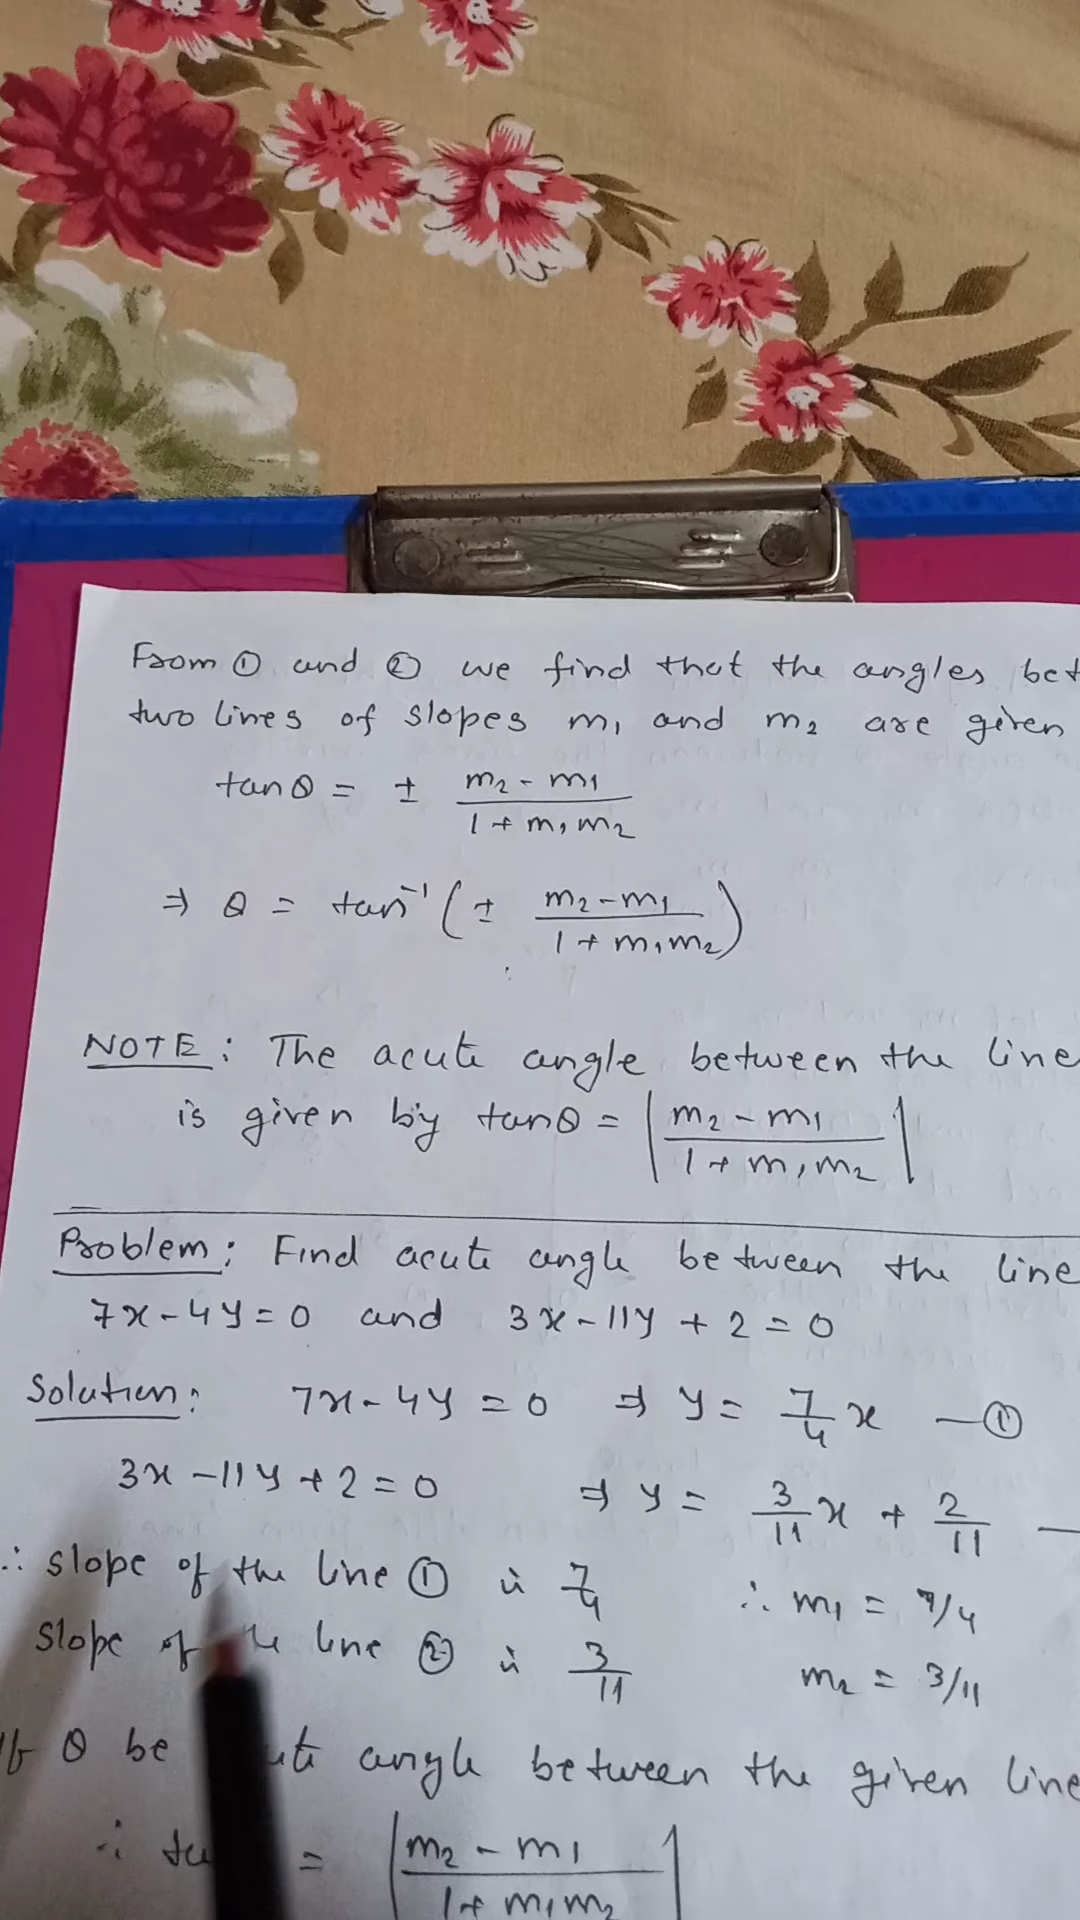 From ① and ② we find that the angles bet
two lines of slopes m₁ and m₂ are given
tanθ = ± (m₂ - m₁)/(1 + m₁m₂)
⇒ θ = tan⁻¹(± (m₂-m₁)/(1 + m₁m₂))
NOTE: The acute angle between the line
is given by tanθ = |(m₂ - m₁)/(1 + m₁m₂)|
Problem: Find acute angle between the line
7x - 4y = 0 and 3x - 11y + 2 = 0
Solution: 7x - 4y = 0 ⇒ y = 7/4 x — ①
3x - 11y + 2 = 0 ⇒ y = 3/11 x + 2/11 —
∴ slope of the line ① is 7/4 ∴ m₁ = 7/4
slope of the line ② is 3/11 m₂ = 3/11
If θ be angle between the given line
∴ = |(m₂ - m₁)/(1 + m₁m₂)|